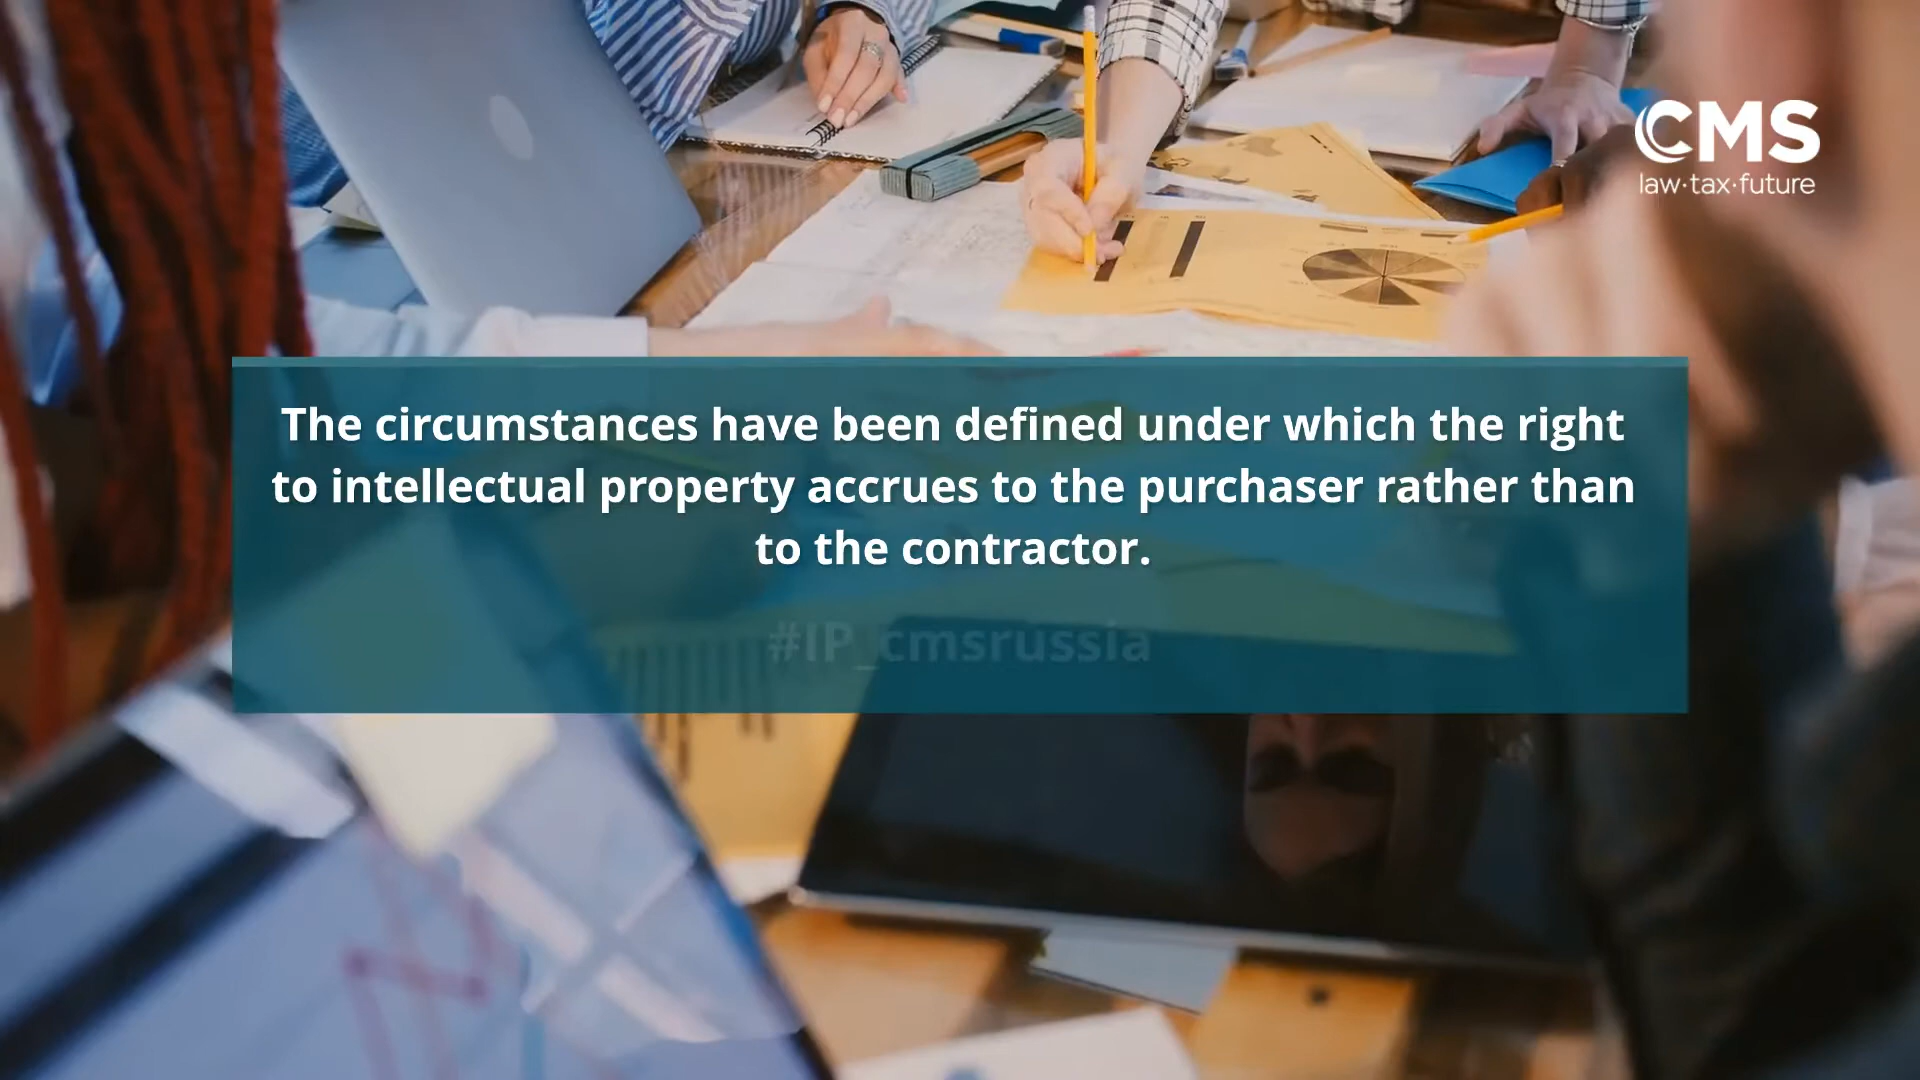 CMS
law·tax·future
The circumstances have been defined under which the right
to intellectual property accrues to the purchaser rather than
to the contractor.
#IP_cmsrussia